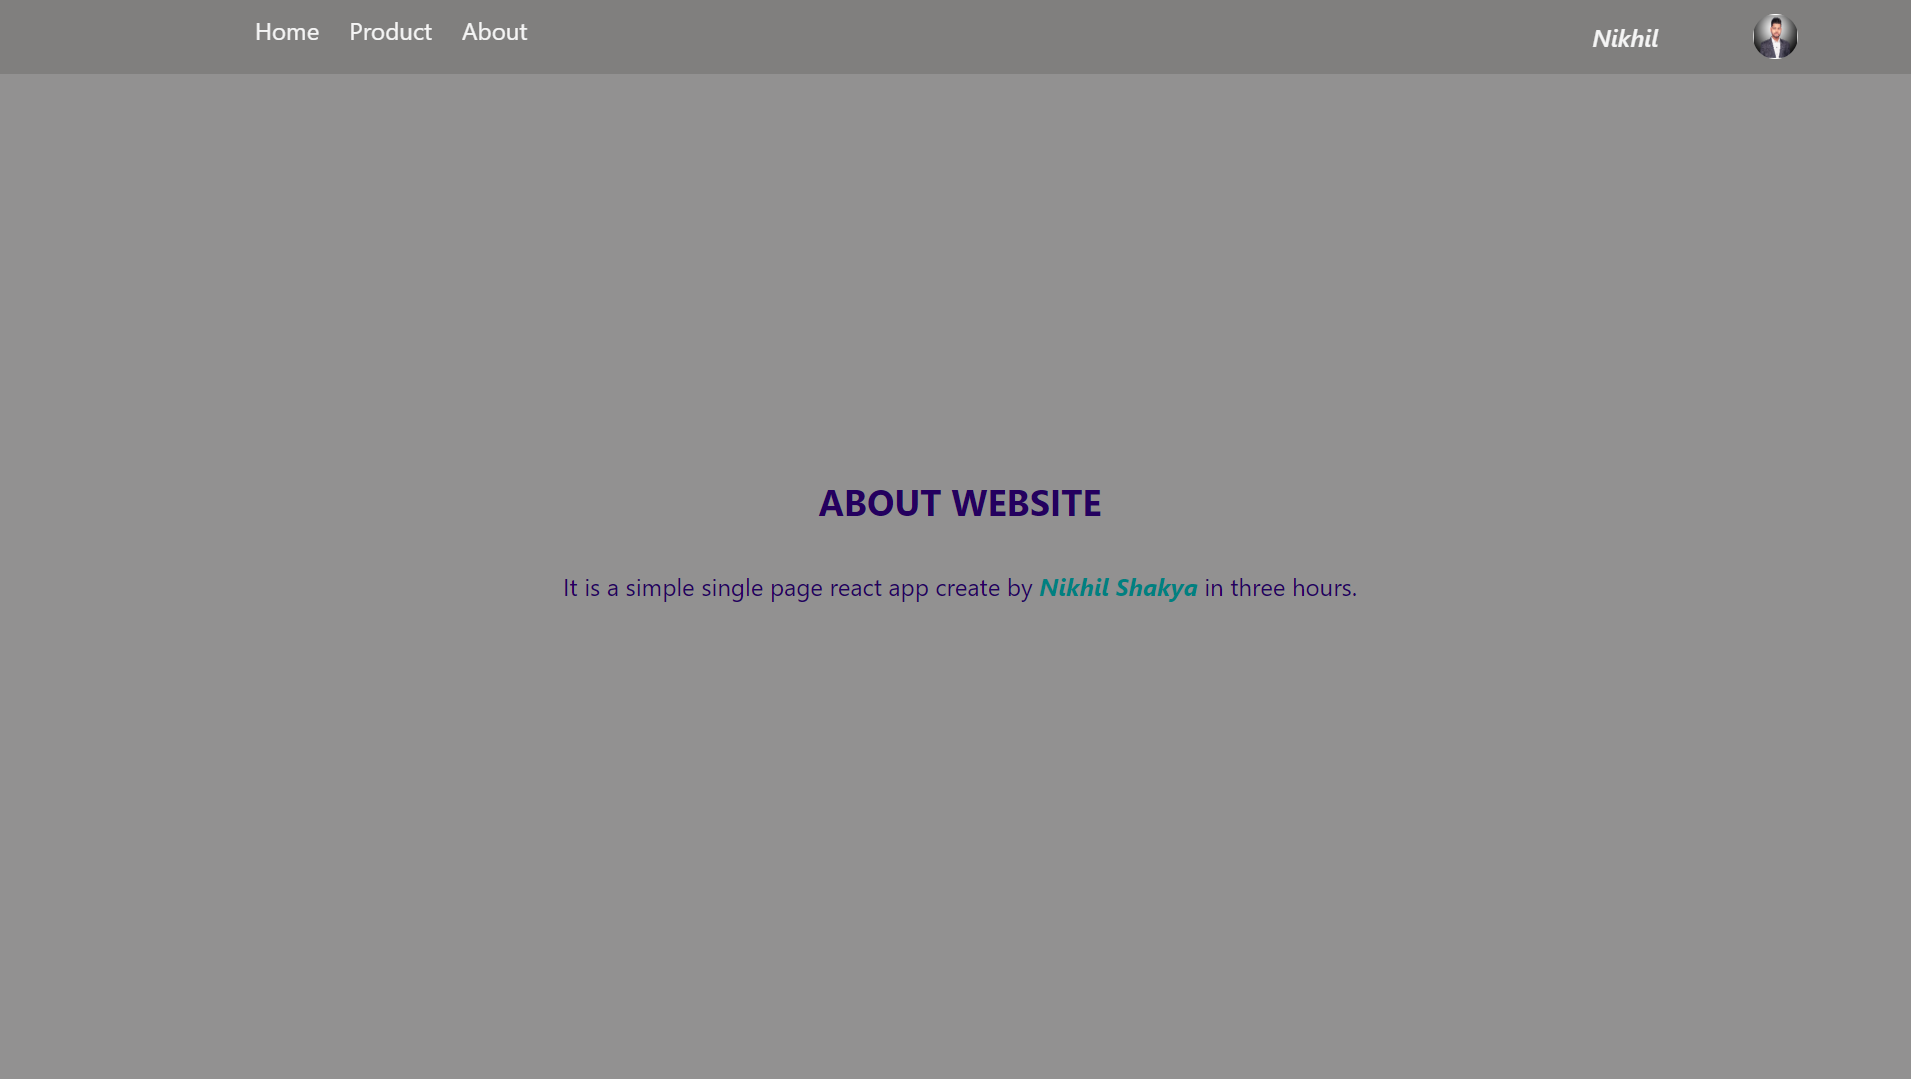 Home Product About Nikhil
ABOUT WEBSITE
It is a simple single page react app create by Nikhil Shakya in three hours.